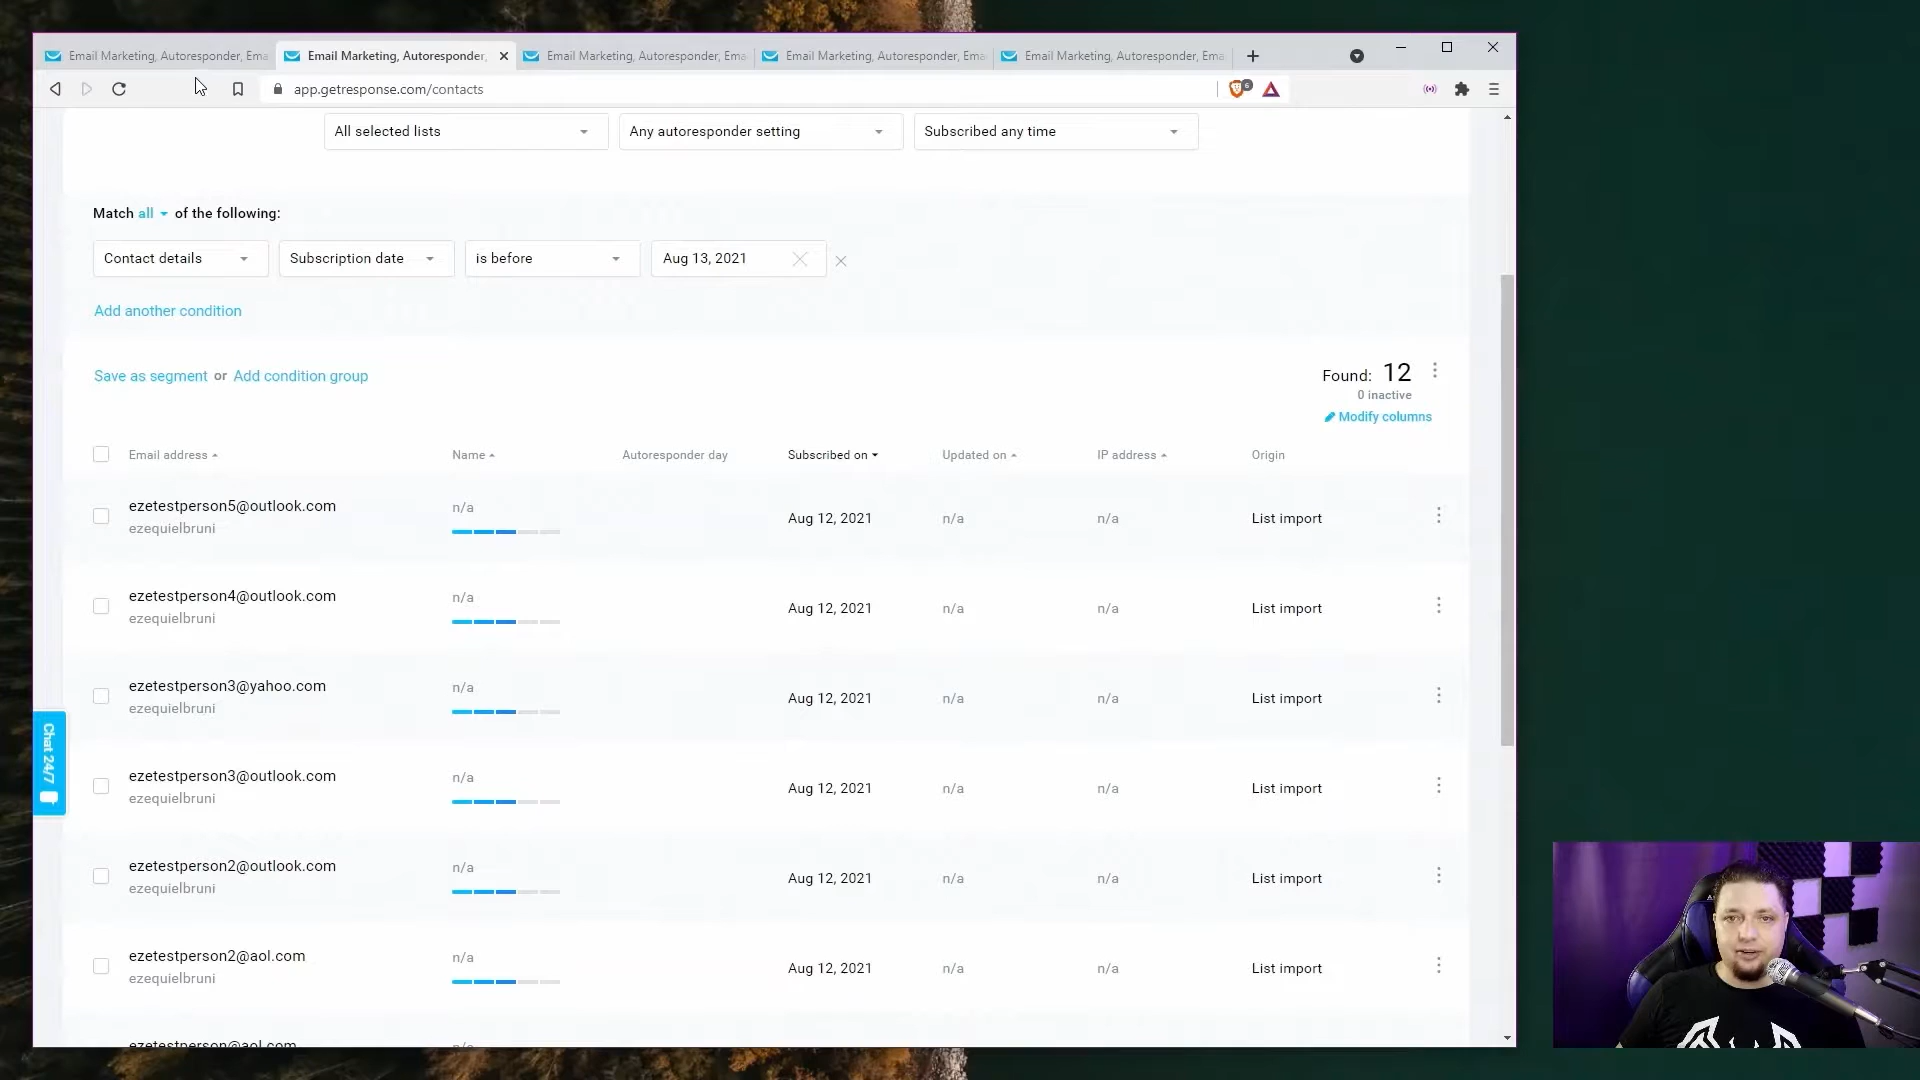 Email Marketing, Autoresponder, Ema
Email Marketing, Autoresponder,
Email Marketing, Autoresponder, Ema
Email Marketing, Autoresponder, Ema
Email Marketing, Autoresponder, Ema
app.getresponse.com/contacts
6
All selected lists
Any autoresponder setting
Subscribed any time
Match all of the following:
Contact details
Subscription date
is before
Aug 13, 2021
Add another condition
Save as segment or Add condition group
Found: 12
0 inactive
Modify columns
Email address
Name
Autoresponder day
Subscribed on
Updated on
IP address
Origin
ezetestperson5@outlook.com
ezequielbruni
n/a
Aug 12, 2021
n/a
n/a
List import
ezetestperson4@outlook.com
ezequielbruni
n/a
Aug 12, 2021
n/a
n/a
List import
ezetestperson3@yahoo.com
ezequielbruni
n/a
Aug 12, 2021
n/a
n/a
List import
ezetestperson3@outlook.com
ezequielbruni
n/a
Aug 12, 2021
n/a
n/a
List import
ezetestperson2@outlook.com
ezequielbruni
n/a
Aug 12, 2021
n/a
n/a
List import
ezetestperson2@aol.com
ezequielbruni
n/a
Aug 12, 2021
n/a
n/a
List import
ezetestperson@aol.com
n/a
Chat 24/7